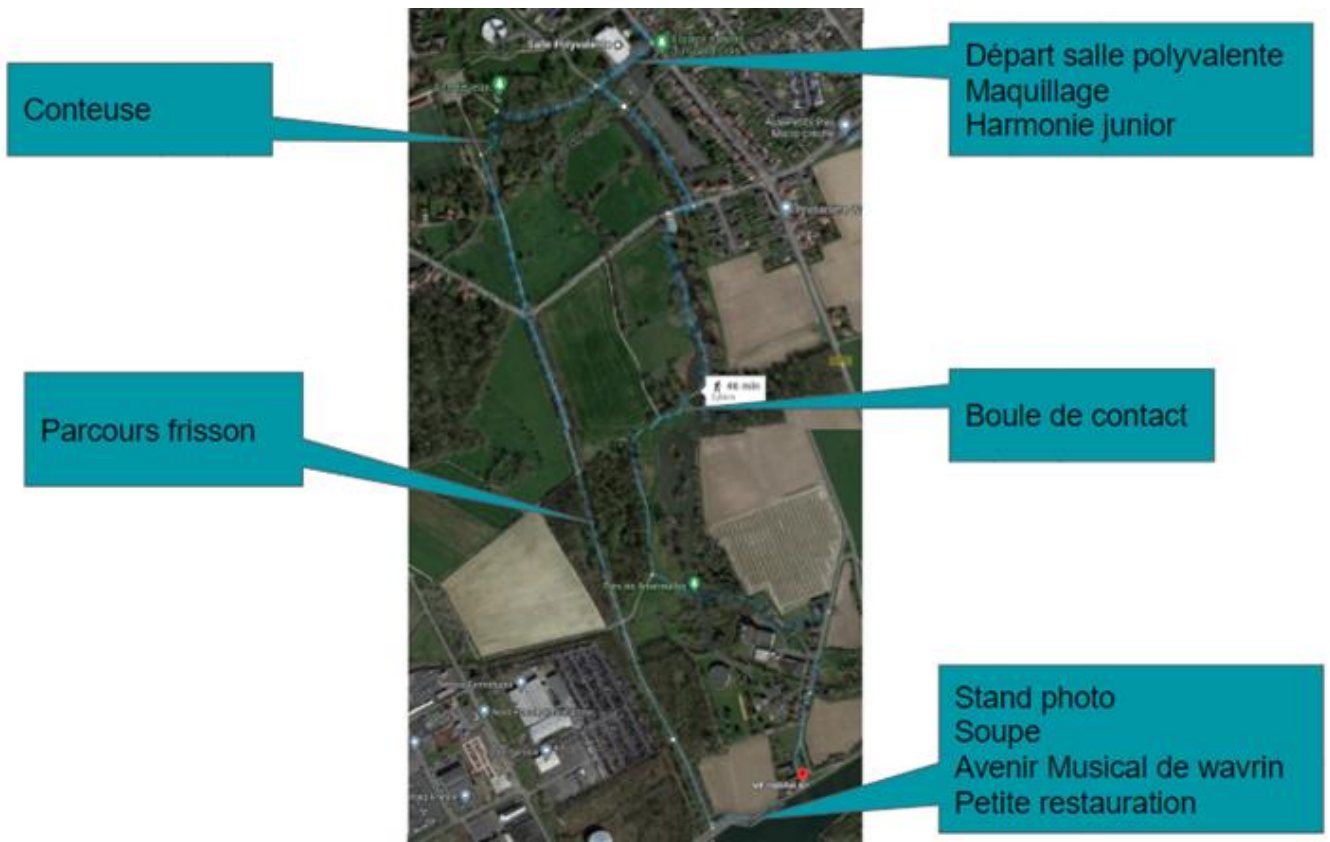 Départ salle polyvalente
Maquillage
Harmonie junior
Conteuse
Salle Polyvalente
46 min
Parcours frisson
Boule de contact
Stand photo
Soupe
Avenir Musical de wavrin
Petite restauration